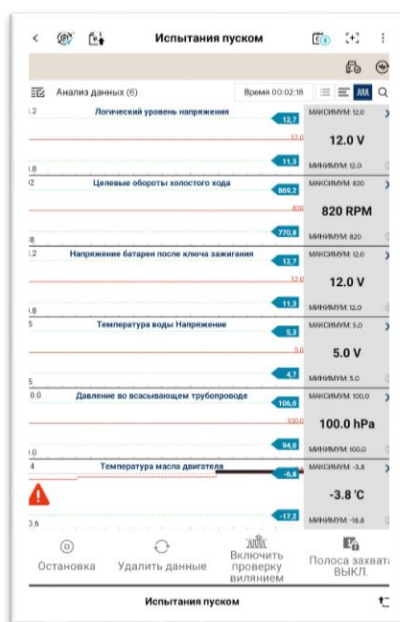 Испытания пуском
Анализ данных (6)
Время 00:02:18
Логический уровень напряжения
12,7
12.0
11,3
МАКСИМУМ: 12.0
12.0 V
МИНИМУМ: 12.0
Целевые обороты холостого хода
869,2
820
770,8
МАКСИМУМ: 820
820 RPM
МИНИМУМ: 820
Напряжение батареи после ключа зажигания
12,7
12.0
11,3
МАКСИМУМ: 12.0
12.0 V
МИНИМУМ: 12.0
Температура воды Напряжение
5,3
5.0
4,7
МАКСИМУМ: 5.0
5.0 V
МИНИМУМ: 5.0
Давление во всасывающем трубопроводе
106,0
100.0
94,0
МАКСИМУМ: 100.0
100.0 hPa
МИНИМУМ: 100.0
Температура масла двигателя
-6,8
-17,2
МАКСИМУМ: -3.8
-3.8 'C
МИНИМУМ: -18.8
Остановка
Удалить данные
Включить
проверку
вилянием
Полоса захвата
ВЫКЛ.
Испытания пуском